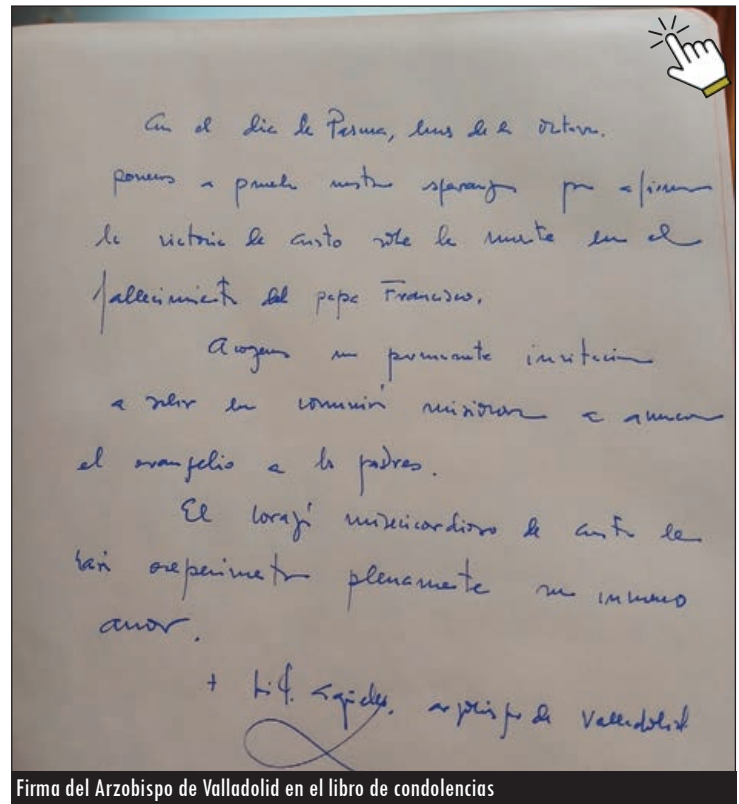 En el día de Pascua, lunes de la octava.
ponemos a prueba nuestra esperanza para afirmar
la victoria de Cristo sobre la muerte en el
fallecimiento del papa Francisco.
Acogemos su permanente invitación
a salir en comunión misionera a anunciar
el evangelio a los pobres.
El corazón misericordioso de Cristo le
hará experimentar plenamente su inmenso
amor.
+ Argüello, arzobispo de Valladolid
Firma del Arzobispo de Valladolid en el libro de condolencias